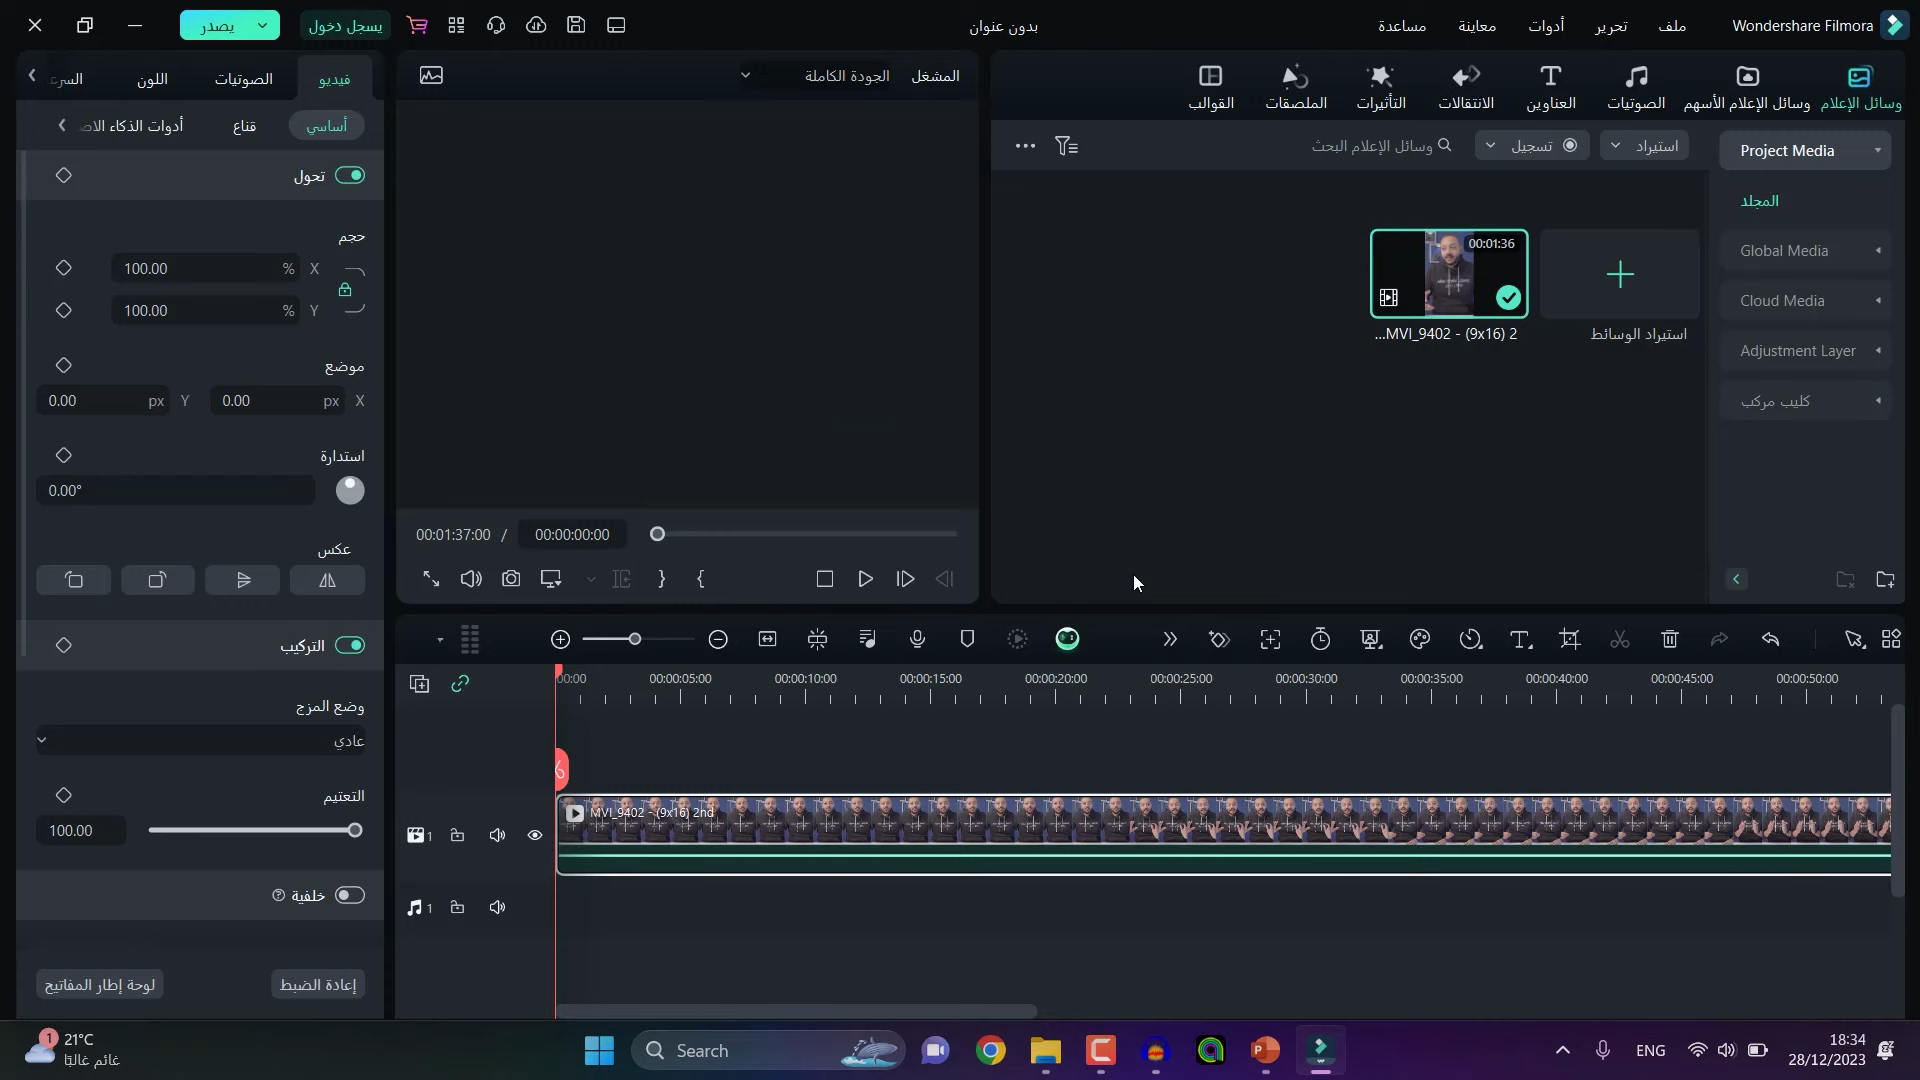 Wondershare Filmora
ملف
تحرير
أدوات
معاينة
مساعدة
بدون عنوان
يسجل دخول
يصدر
وسائل الإعلام
وسائل الإعلام الأسهم
الصوتيات
العناوين
الانتقالات
التأثيرات
الملصقات
القوالب
Project Media
استيراد
تسجيل
وسائل الإعلام البحث
المجلد
Global Media
Cloud Media
Adjustment Layer
كليب مركب
استيراد الوسائط
00:01:36
MVI_9402 - (9x16) 2...
المشغل
الجودة الكاملة
00:01:37:00 / 00:00:00:00
{ }
فيديو
الصوتيات
اللون
السرع
أساسي
قناع
أدوات الذكاء الاص
تحول
حجم
X 100.00 %
Y 100.00 %
موضع
X 0.00 px Y 0.00 px
استدارة
0.00°
عكس
التركيب
وضع المزج
عادي
التعتيم
100.00
خلفية
إعادة الضبط
لوحة إطار المفاتيح
00:00 00:00:05:00 00:00:10:00 00:00:15:00 00:00:20:00 00:00:25:00 00:00:30:00 00:00:35:00 00:00:40:00 00:00:45:00 00:00:50:00
MVI_9402 - (9x16) 2nd
1
1
1
21°C
غائم غالبًا
Search
ENG
18:34
28/12/2023